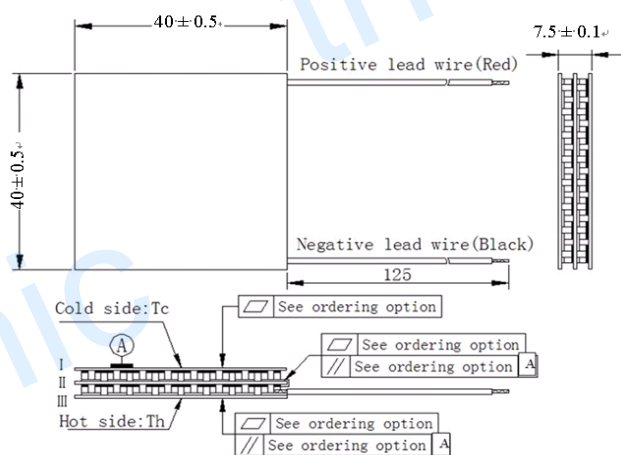 40±0.5
7.5±0.1
Positive lead wire(Red)
40±0.5
Negative lead wire(Black)
125
Cold side:Tc
See ordering option
A
See ordering option
I
See ordering option A
II
III
Hot side:Th
See ordering option
See ordering option A